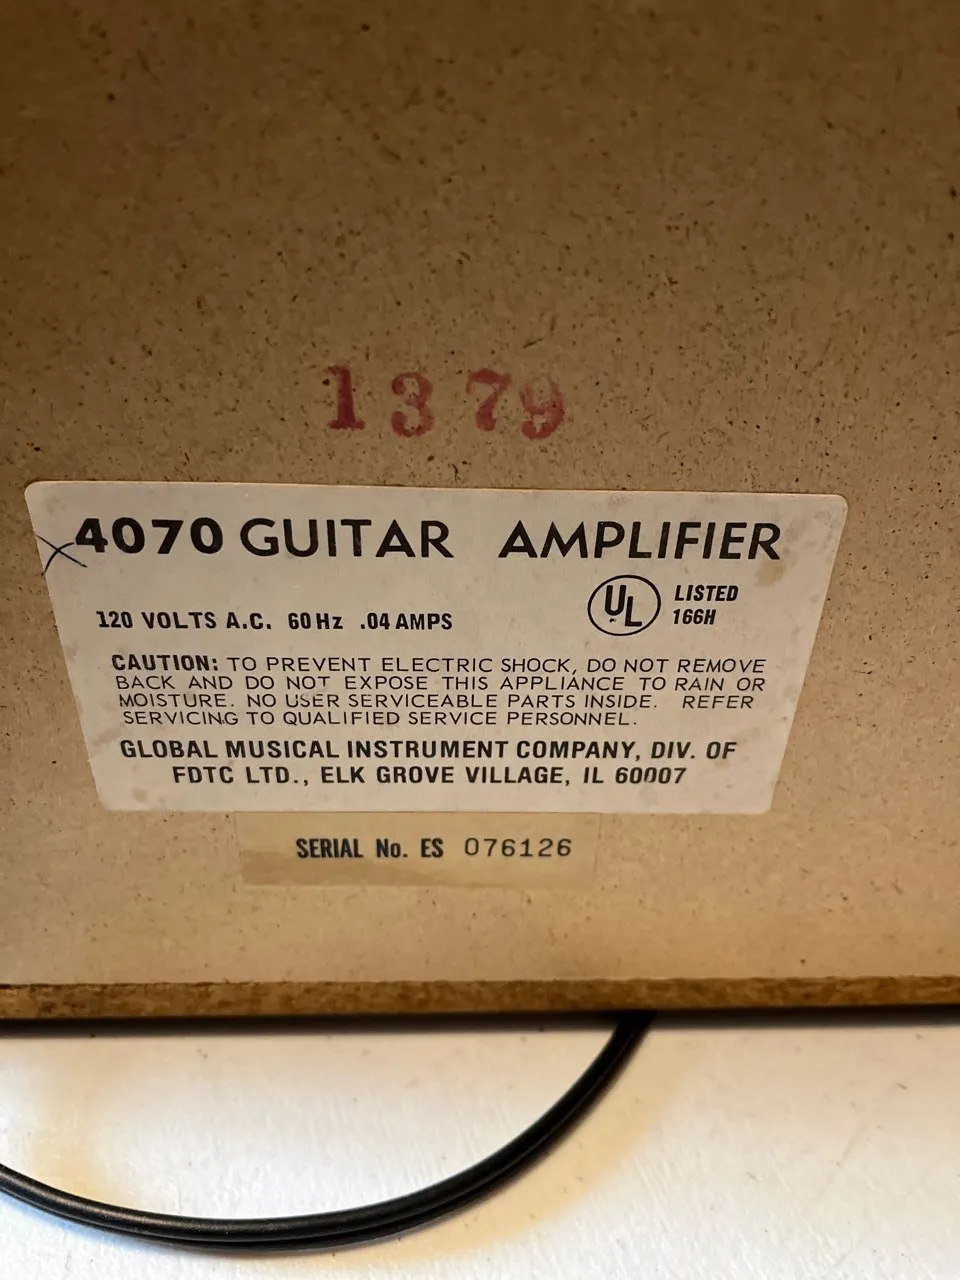 1379
4070 GUITAR AMPLIFIER
UL LISTED
166H
120 VOLTS A.C. 60 Hz .04 AMPS
CAUTION: TO PREVENT ELECTRIC SHOCK, DO NOT REMOVE
BACK AND DO NOT EXPOSE THIS APPLIANCE TO RAIN OR
MOISTURE. NO USER SERVICEABLE PARTS INSIDE. REFER
SERVICING TO QUALIFIED SERVICE PERSONNEL.
GLOBAL MUSICAL INSTRUMENT COMPANY, DIV. OF
FDTC LTD., ELK GROVE VILLAGE, IL 60007
SERIAL No. ES 076126